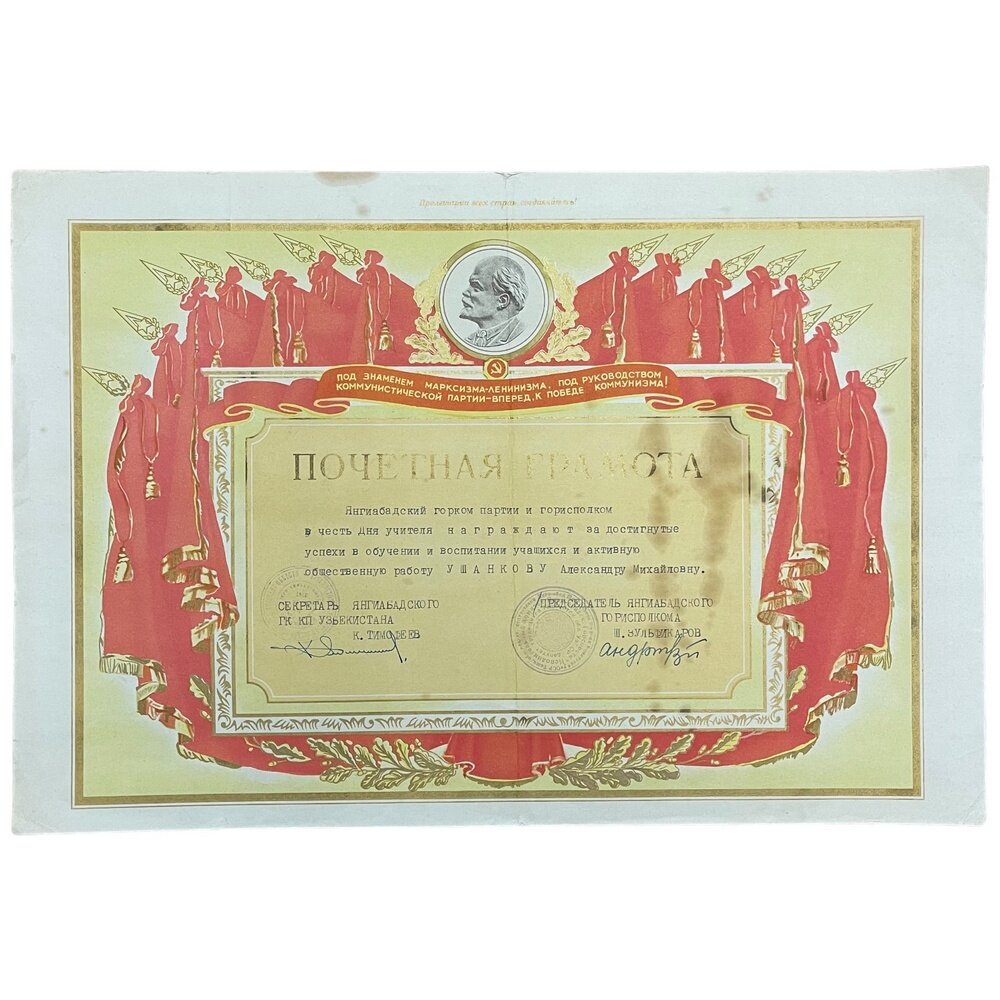 Пролетарии всех стран, соединяйтесь!
ПОД ЗНАМЕНЕМ МАРКСИЗМА-ЛЕНИНИЗМА, ПОД РУКОВОДСТВОМ
КОММУНИСТИЧЕСКОЙ ПАРТИИ-ВПЕРЕД, К ПОБЕДЕ КОММУНИЗМА!
ПОЧЕТНАЯ ГРАМОТА
Янгиабадский горком партии и горисполком
в честь Дня учителя награждают за достигнутые
успехи в обучении и воспитании учащихся и активную
общественную работу УШАНКОВУ Александру Михайловну.
СЕКРЕТАРЬ ЯНГИАБАДСКОГО
ГК КП УЗБЕКИСТАНА
К. ТИМОФЕЕВ
ПРЕДСЕДАТЕЛЬ ЯНГИАБАДСКОГО
ГОРИСПОЛКОМА
Ш. ЗУЛЬФИКАРОВ